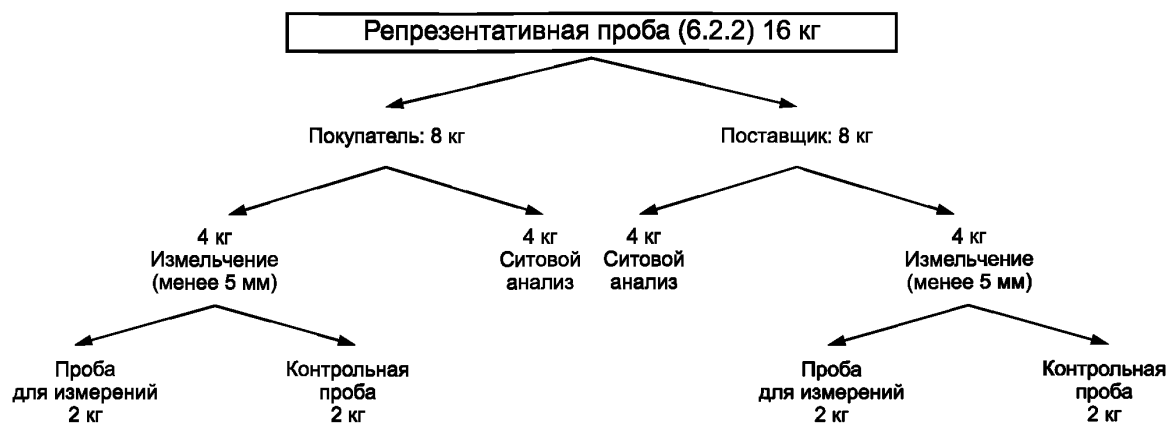 Репрезентативная проба (6.2.2) 16 кг
Покупатель: 8 кг
Поставщик: 8 кг
4 кг
Измельчение
(менее 5 мм)
4 кг
Ситовой
анализ
4 кг
Ситовой
анализ
4 кг
Измельчение
(менее 5 мм)
Проба
для измерений
2 кг
Контрольная
проба
2 кг
Проба
для измерений
2 кг
Контрольная
проба
2 кг